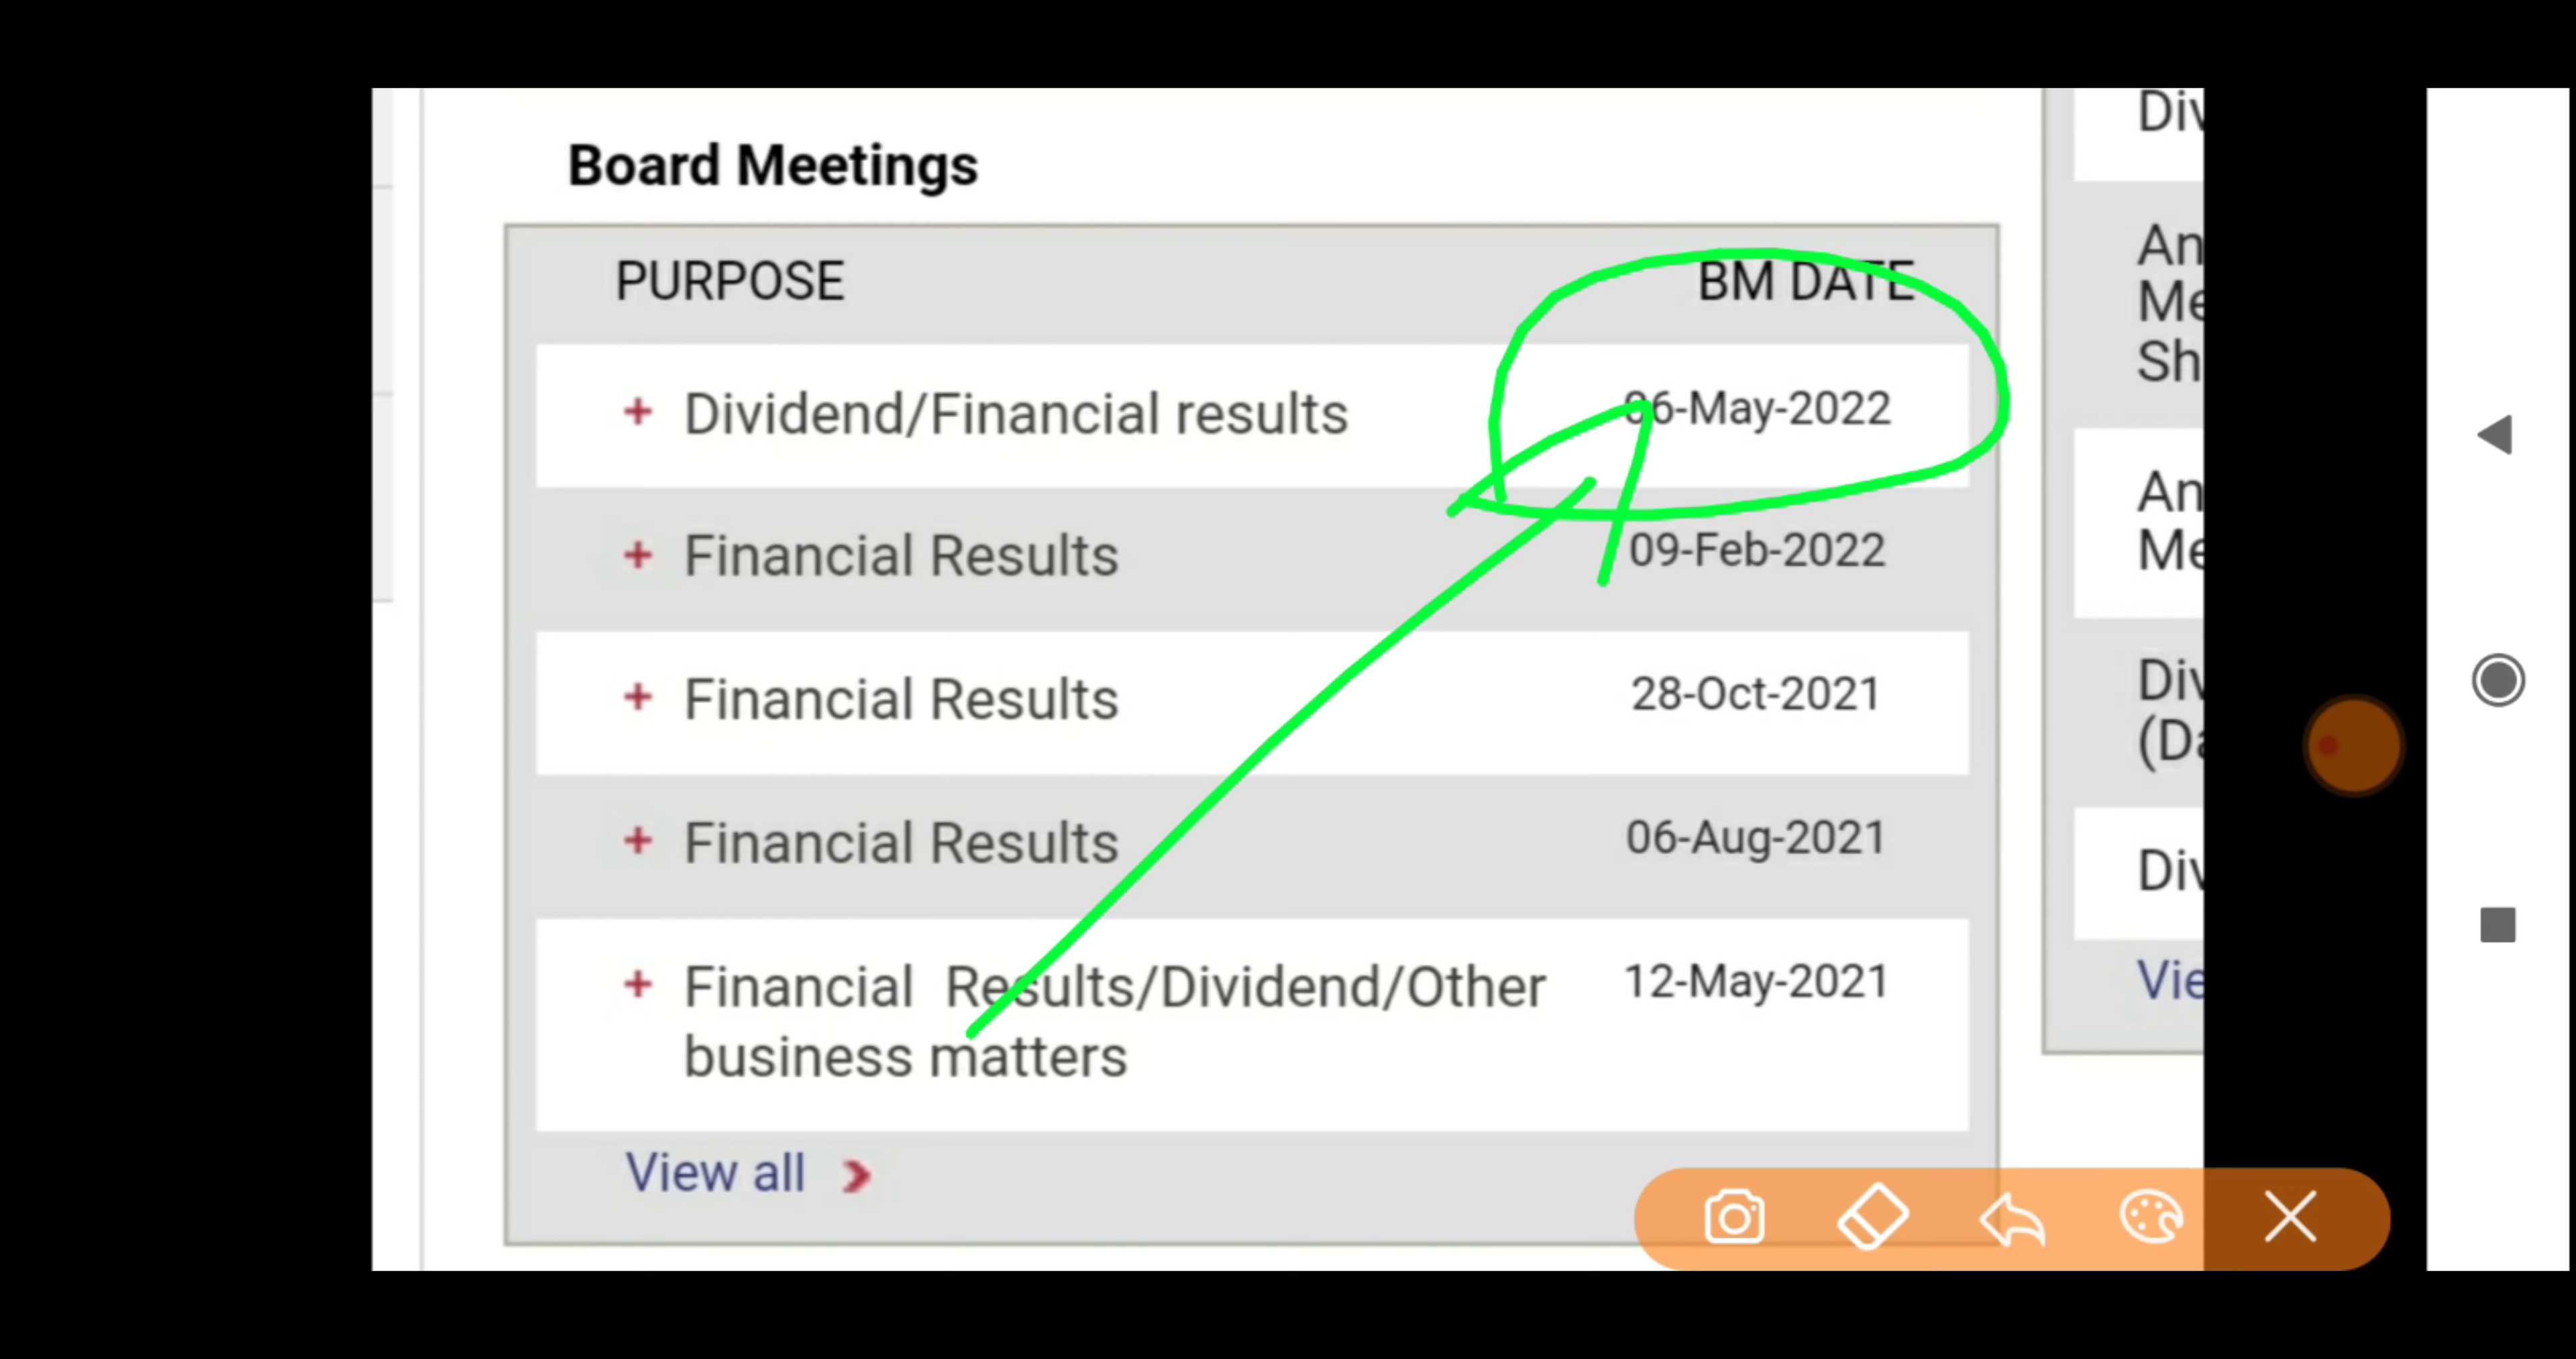 Board Meetings
PURPOSE BM DATE
Dividend/Financial results 06-May-2022
Financial Results 09-Feb-2022
Financial Results 28-Oct-2021
Financial Results 06-Aug-2021
Financial Results/Dividend/Other 12-May-2021
business matters
View all